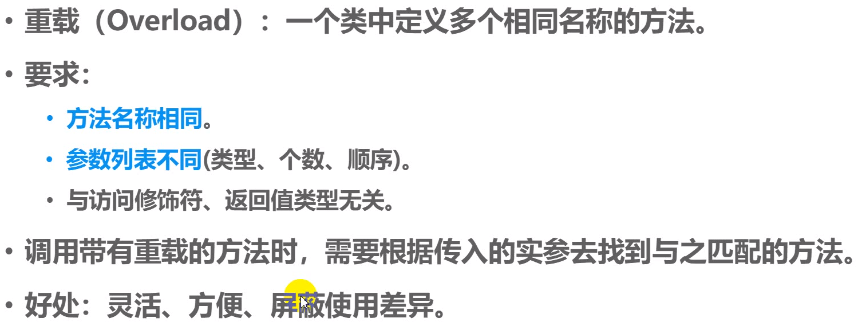 • 重载（Overload）：一个类中定义多个相同名称的方法。
• 要求：
• 方法名称相同。
• 参数列表不同(类型、个数、顺序)。
• 与访问修饰符、返回值类型无关。
• 调用带有重载的方法时，需要根据传入的实参去找到与之匹配的方法。
• 好处：灵活、方便、屏蔽使用差异。